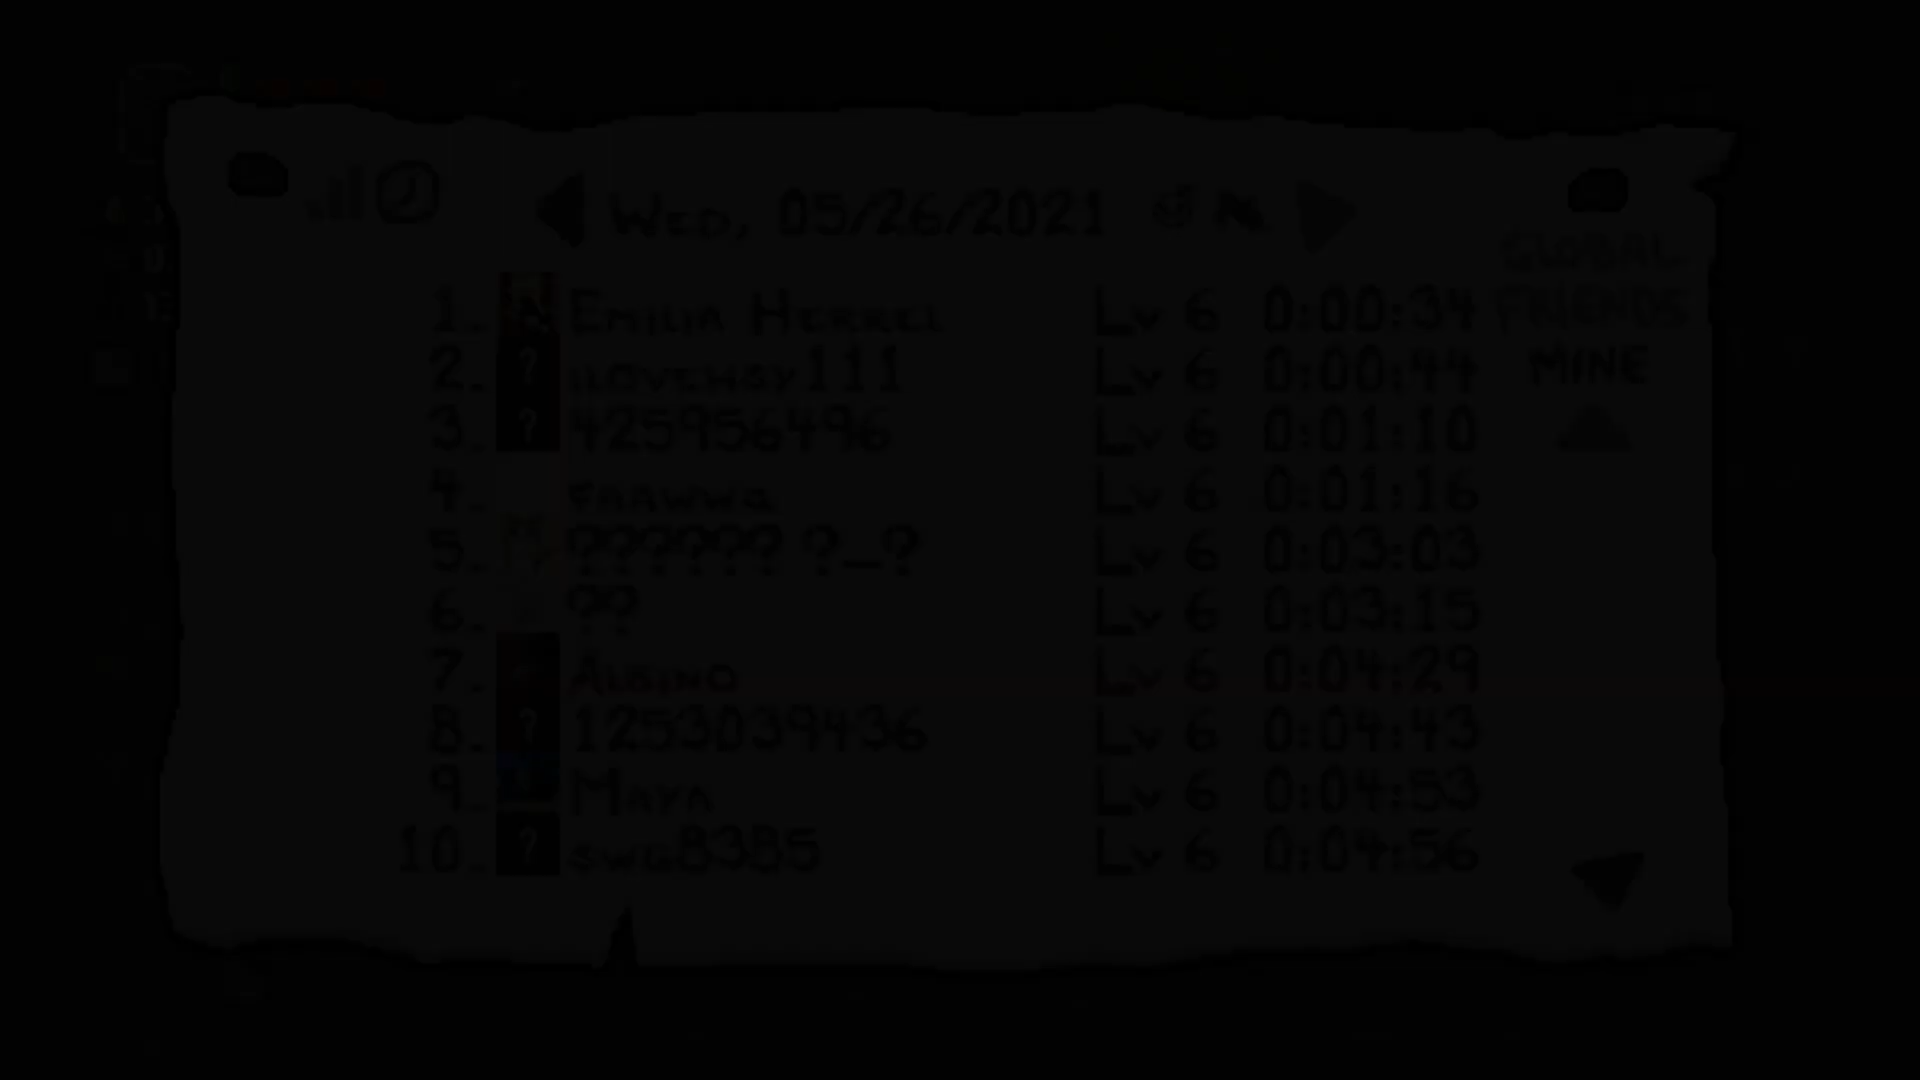 Wed, 05/26/2021
GLOBAL
FRIENDS
MINE
1. Emilia Herkel Lv 6 0:00:34
2. Lv 6 0:00:44
3. 425956496 Lv 6 0:01:10
4. Lv 6 0:01:16
5. ?????? ?_? Lv 6 0:03:03
6. ?? Lv 6 0:03:15
7. Albino Lv 6 0:04:29
8. 1253039436 Lv 6 0:04:43
9. Maya Lv 6 0:04:53
10. swg8385 Lv 6 0:04:56